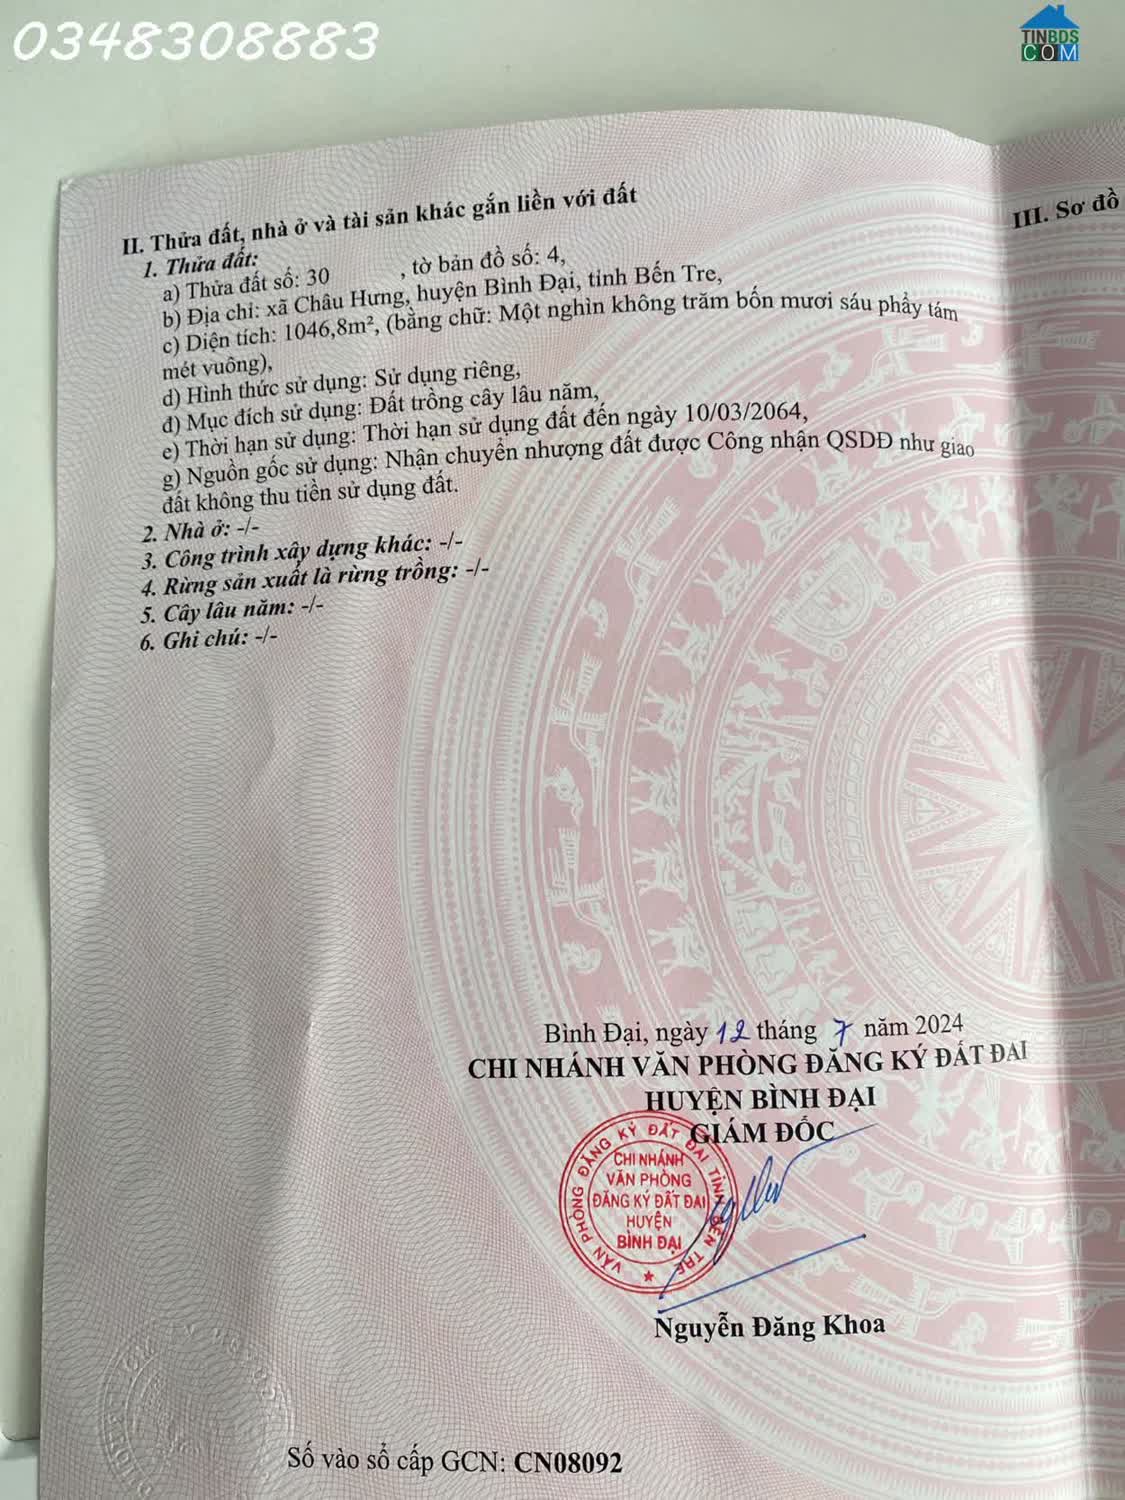 0348308883
TINBDS
COM
II. Thửa đất, nhà ở và tài sản khác gắn liền với đất
III. Sơ đồ
1. Thửa đất:
a) Thửa đất số: 30 , tờ bản đồ số: 4,
b) Địa chỉ: xã Châu Hưng, huyện Bình Đại, tỉnh Bến Tre,
c) Diện tích: 1046,8m², (bằng chữ: Một nghìn không trăm bốn mươi sáu phẩy tám
mét vuông),
d) Hình thức sử dụng: Sử dụng riêng,
đ) Mục đích sử dụng: Đất trồng cây lâu năm,
e) Thời hạn sử dụng: Thời hạn sử dụng đất đến ngày 10/03/2064,
g) Nguồn gốc sử dụng: Nhận chuyển nhượng đất được Công nhận QSDĐ như giao
đất không thu tiền sử dụng đất.
2. Nhà ở: -/-
3. Công trình xây dựng khác: -/-
4. Rừng sản xuất là rừng trồng: -/-
5. Cây lâu năm: -/-
6. Ghi chú: -/-
Bình Đại, ngày 12 tháng 7 năm 2024
CHI NHÁNH VĂN PHÒNG ĐĂNG KÝ ĐẤT ĐAI
HUYỆN BÌNH ĐẠI
GIÁM ĐỐC
VĂN PHÒNG ĐĂNG KÝ ĐẤT ĐAI TỈNH BẾN TRE
CHI NHÁNH
VĂN PHÒNG
ĐĂNG KÝ ĐẤT ĐAI
HUYỆN
BÌNH ĐẠI
Nguyễn Đăng Khoa
Số vào sổ cấp GCN: CN08092